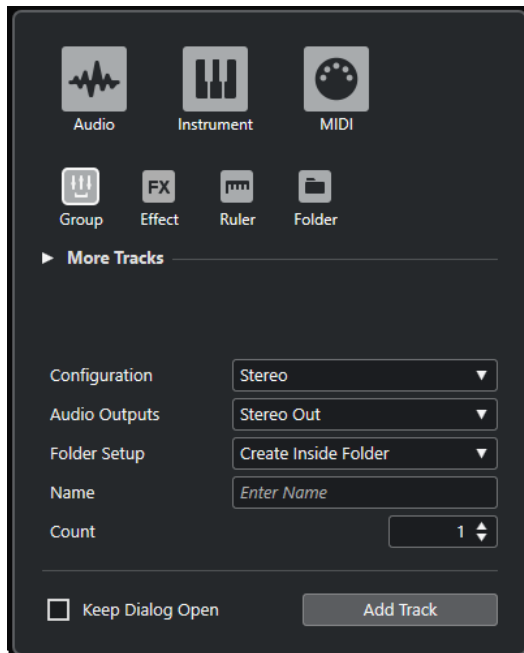 Audio Instrument MIDI
FX
Group Effect Ruler Folder
More Tracks
Configuration Stereo
Audio Outputs Stereo Out
Folder Setup Create Inside Folder
Name Enter Name
Count 1
Keep Dialog Open Add Track